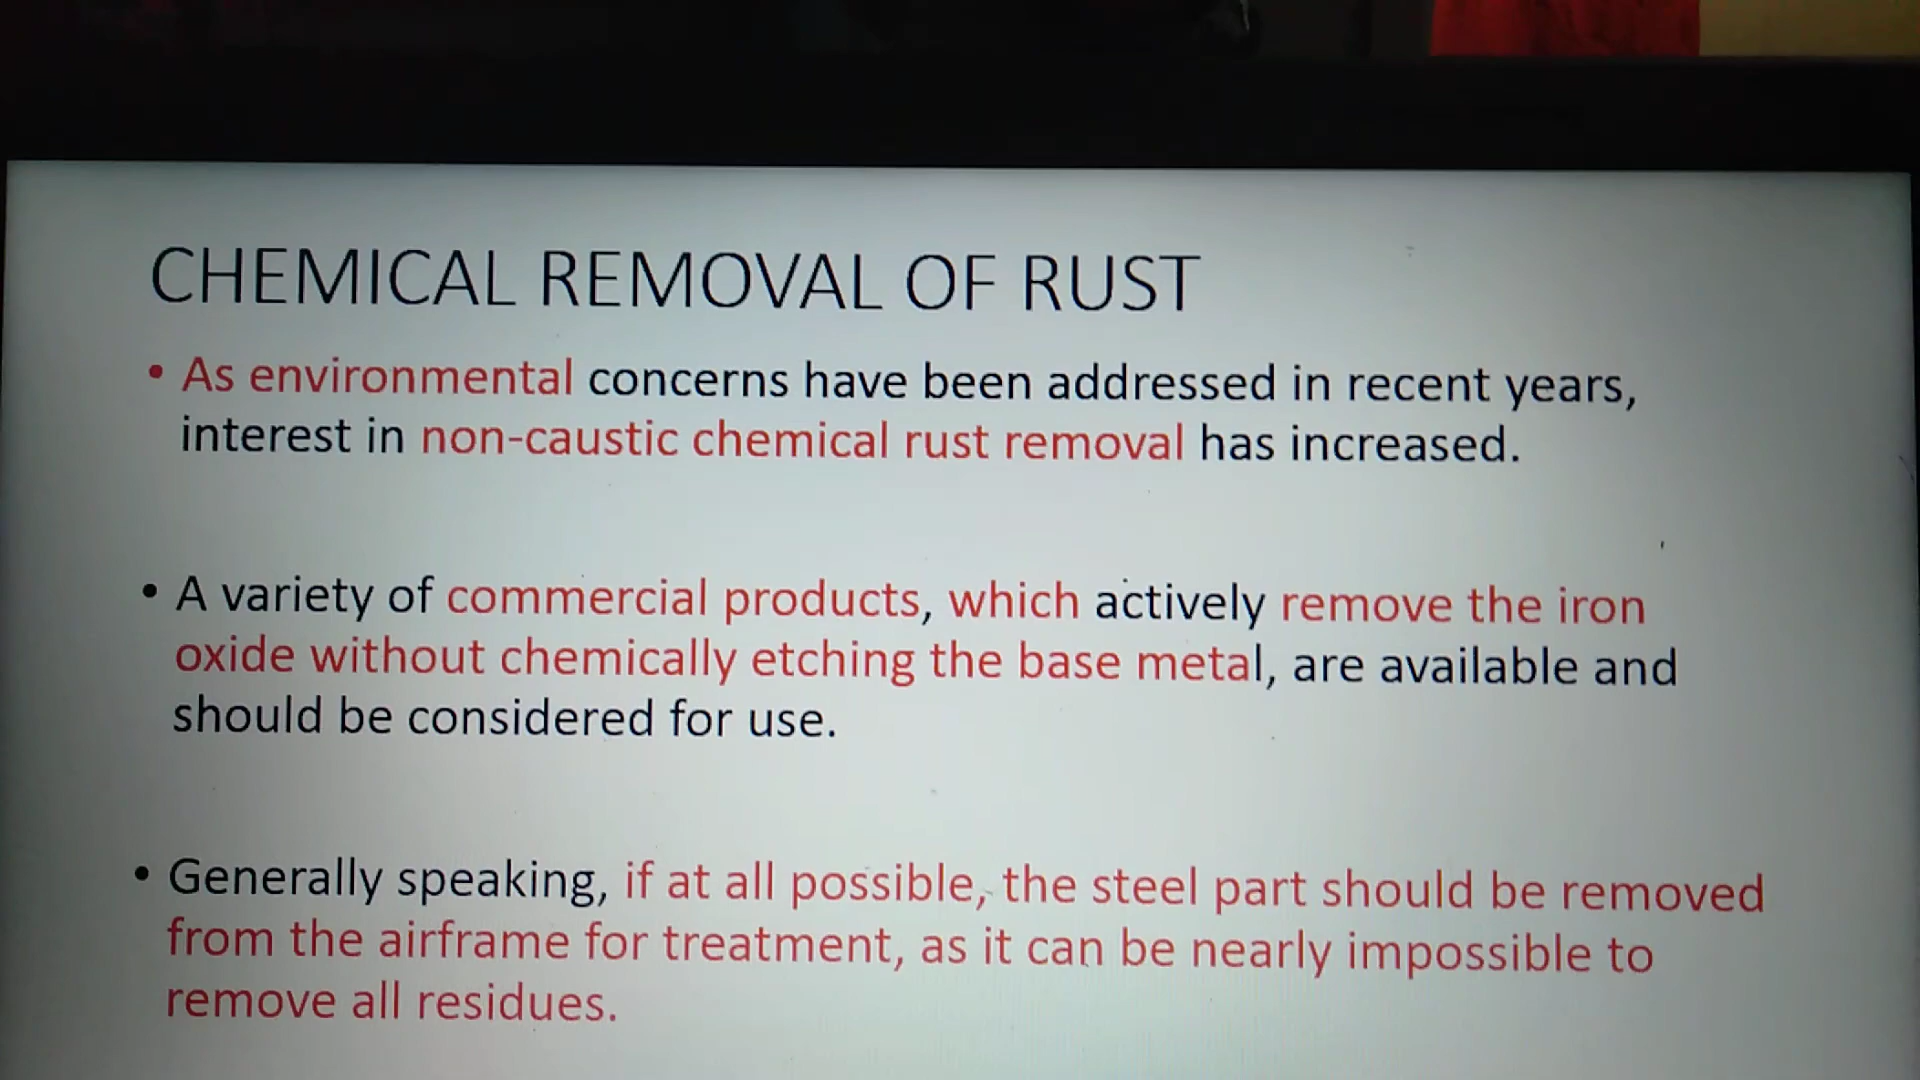 CHEMICAL REMOVAL OF RUST
• As environmental concerns have been addressed in recent years,
interest in non-caustic chemical rust removal has increased.
• A variety of commercial products, which actively remove the iron
oxide without chemically etching the base metal, are available and
should be considered for use.
• Generally speaking, if at all possible, the steel part should be removed
from the airframe for treatment, as it can be nearly impossible to
remove all residues.